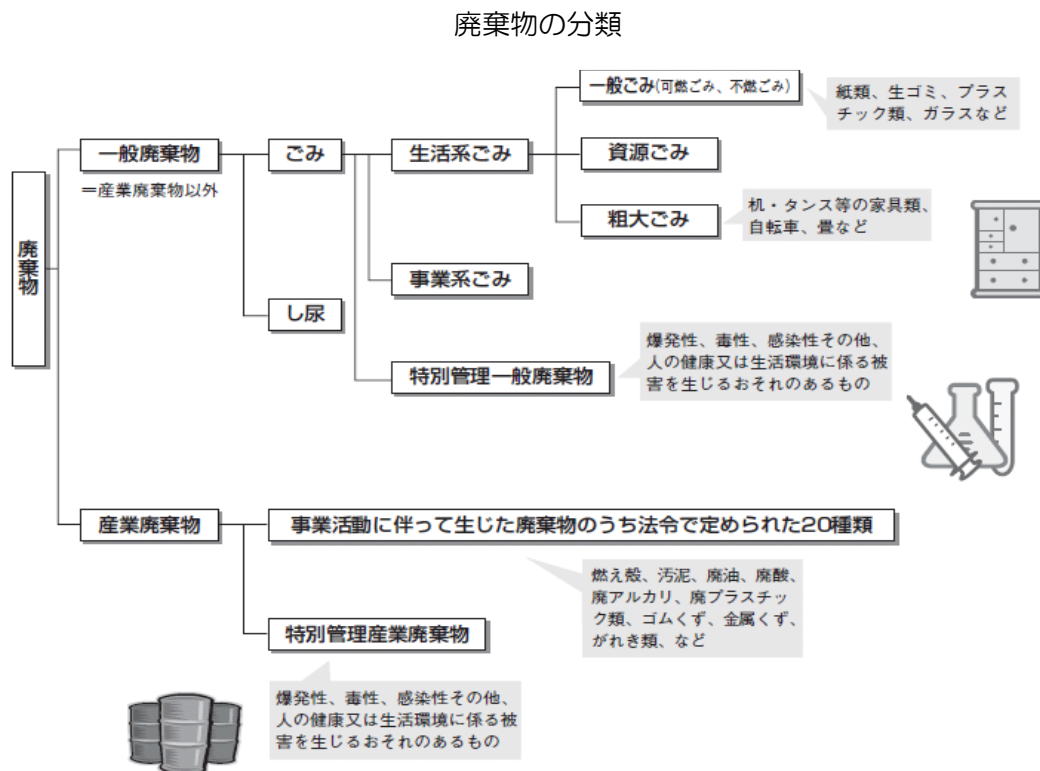 廃棄物の分類
一般ごみ(可燃ごみ、不燃ごみ)
紙類、生ゴミ、プラス
チック類、ガラスなど
一般廃棄物
ごみ
生活系ごみ
資源ごみ
＝産業廃棄物以外
粗大ごみ
机・タンス等の家具類、
自転車、畳など
廃棄物
事業系ごみ
し尿
特別管理一般廃棄物
爆発性、毒性、感染性その他、
人の健康又は生活環境に係る被
害を生じるおそれのあるもの
産業廃棄物
事業活動に伴って生じた廃棄物のうち法令で定められた20種類
燃え殻、汚泥、廃油、廃酸、
廃アルカリ、廃プラスチッ
ク類、ゴムくず、金属くず、
がれき類、など
特別管理産業廃棄物
爆発性、毒性、感染性その他、
人の健康又は生活環境に係る被
害を生じるおそれのあるもの